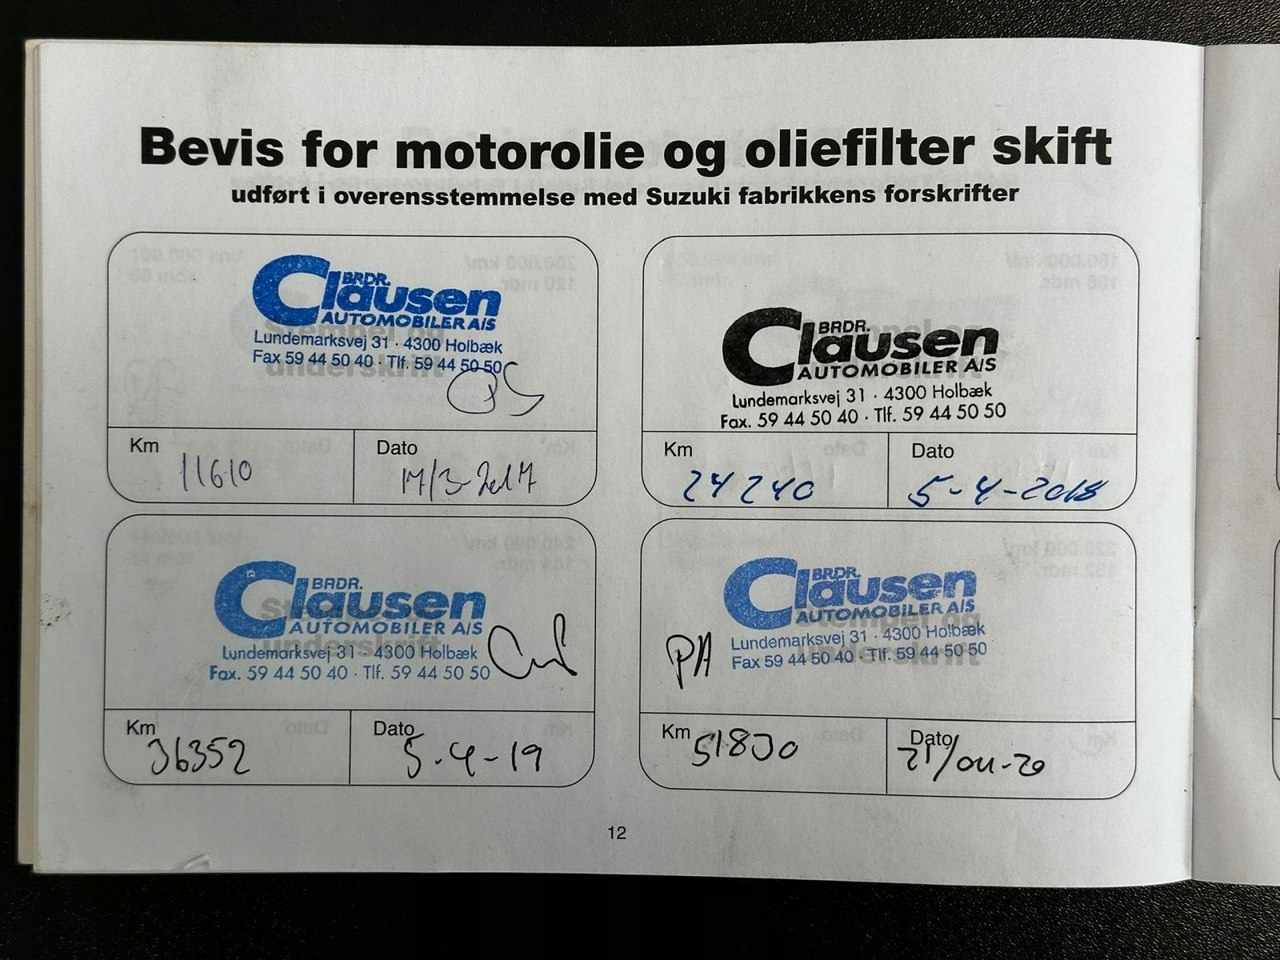 Bevis for motorolie og oliefilter skift
udført i overensstemmelse med Suzuki fabrikkens forskrifter
BRDR.
Clausen
AUTOMOBILER A/S
Lundemarksvej 31 · 4300 Holbæk
Fax 59 44 50 40 · Tlf. 59 44 50 50
Km
11610
Dato
17/3-2017
BRDR.
Clausen
AUTOMOBILER A/S
Lundemarksvej 31 · 4300 Holbæk
Fax. 59 44 50 40 · Tlf. 59 44 50 50
Km
24240
Dato
5-4-2018
BRDR.
Clausen
AUTOMOBILER A/S
Lundemarksvej 31 · 4300 Holbæk
Fax. 59 44 50 40 · Tlf. 59 44 50 50
Km
36352
Dato
5-4-19
BRDR.
Clausen
AUTOMOBILER A/S
Lundemarksvej 31 · 4300 Holbæk
Fax 59 44 50 40 · Tlf. 59 44 50 50
PA
Km
51830
Dato
21/04-20
12